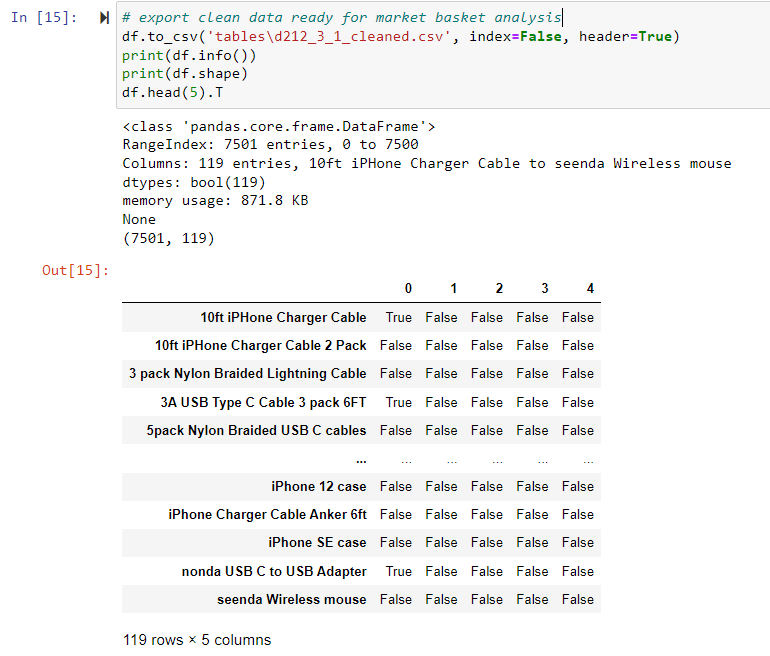 In [15]: # export clean data ready for market basket analysis
df.to_csv('tables\d212_3_1_cleaned.csv', index=False, header=True)
print(df.info())
print(df.shape)
df.head(5).T
<class 'pandas.core.frame.DataFrame'>
RangeIndex: 7501 entries, 0 to 7500
Columns: 119 entries, 10ft iPHone Charger Cable to seenda Wireless mouse
dtypes: bool(119)
memory usage: 871.8 KB
None
(7501, 119)
Out[15]:
0 1 2 3 4
10ft iPHone Charger Cable True False False False False
10ft iPHone Charger Cable 2 Pack False False False False False
3 pack Nylon Braided Lightning Cable False False False False False
3A USB Type C Cable 3 pack 6FT True False False False False
5pack Nylon Braided USB C cables False False False False False
... ... ... ... ... ...
iPhone 12 case False False False False False
iPhone Charger Cable Anker 6ft False False False False False
iPhone SE case False False False False False
nonda USB C to USB Adapter True False False False False
seenda Wireless mouse False False False False False
119 rows × 5 columns